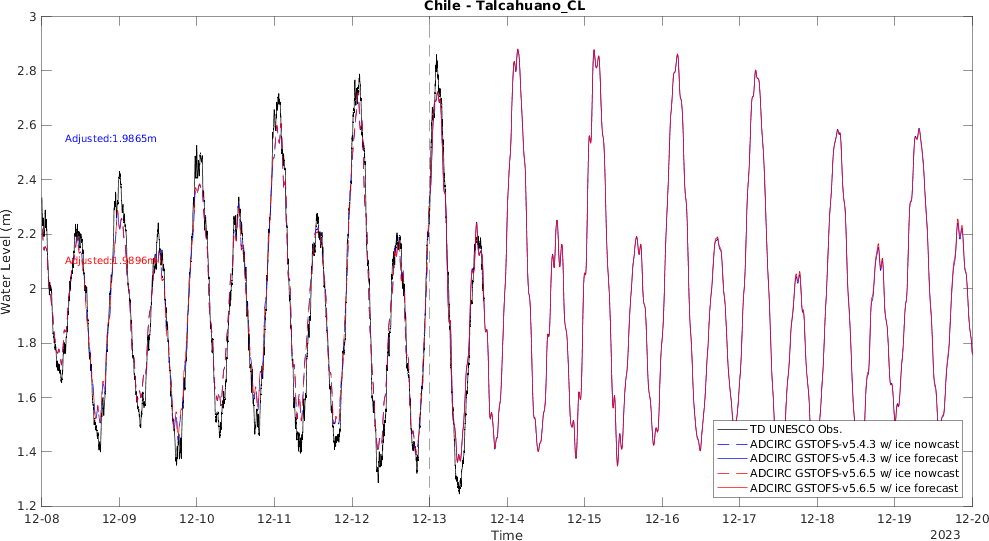 Chile - Talcahuano_CL
3
2.8
2.6
2.4
2.2
2
1.8
1.6
1.4
1.2
Water Level (m)
Adjusted:1.9865m
Adjusted:1.9896m
TD UNESCO Obs.
ADCIRC GSTOFS-v5.4.3 w/ ice nowcast
ADCIRC GSTOFS-v5.4.3 w/ ice forecast
ADCIRC GSTOFS-v5.6.5 w/ ice nowcast
ADCIRC GSTOFS-v5.6.5 w/ ice forecast
12-08 12-09 12-10 12-11 12-12 12-13 12-14 12-15 12-16 12-17 12-18 12-19 12-20
Time
2023